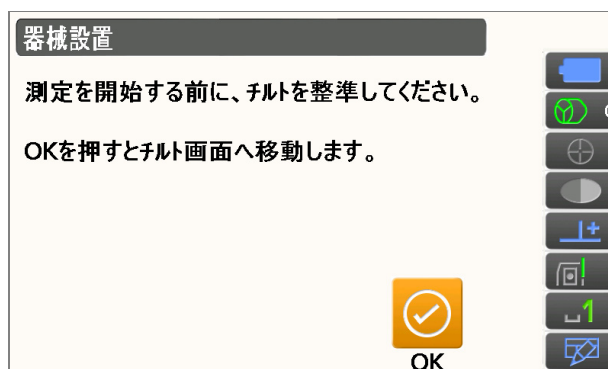 器械設置
測定を開始する前に、チルトを整準してください。
OKを押すとチルト画面へ移動します。
OK